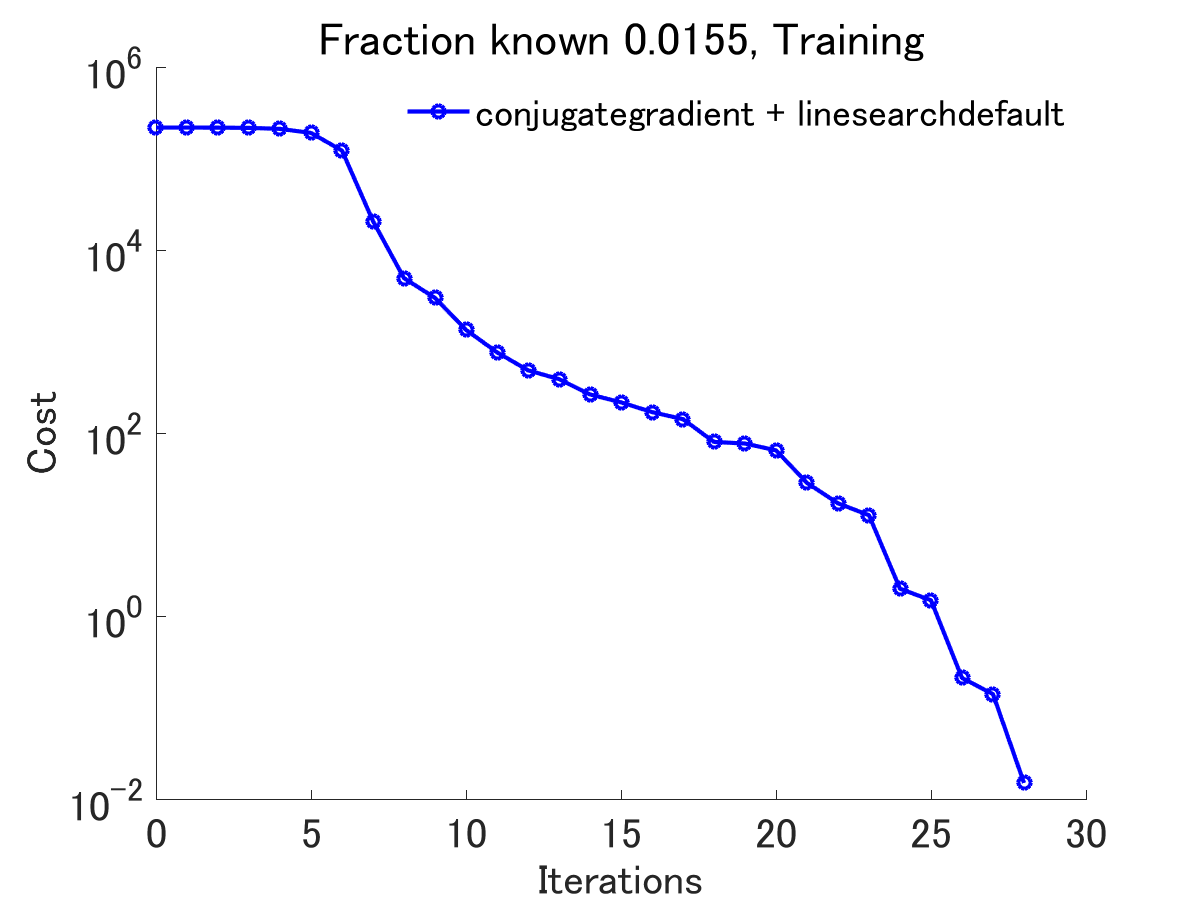 Fraction known 0.0155, Training
10^6
conjugategradient + linesearchdefault
10^4
Cost
10^2
10^0
10^-2
0 5 10 15 20 25 30
Iterations